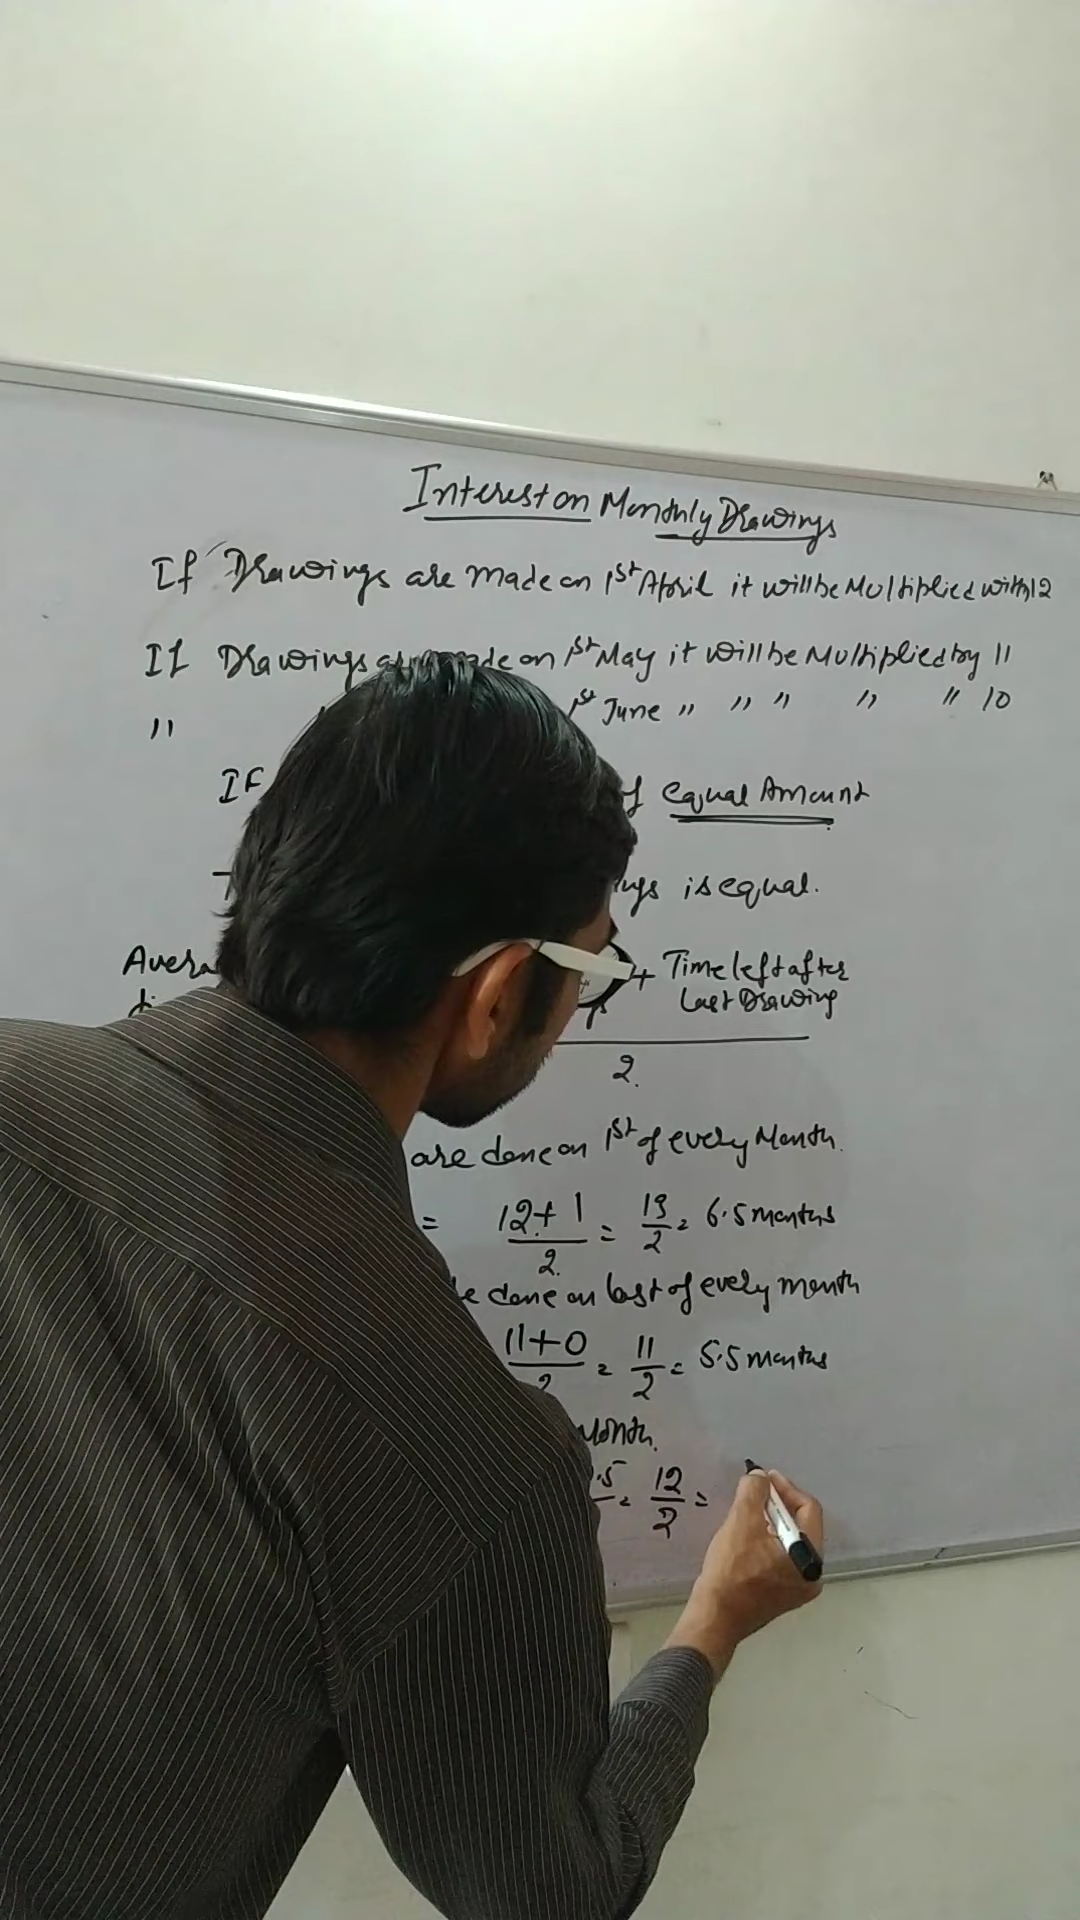 Interest on Monthly Drawings
If Drawings are made on 1st April it will be Multiplied with 12
If Drawings made on 1st May it will be Multiplied by 11
" 1st June " " " " " 10
IF of equal Amount
is equal.
+ Time left after
Last Drawing
2.
are done on 1st of every Month.
= 12+1/2 = 13/2 = 6.5 months
done on last of every month
11+0/2 = 11/2 = 5.5 months
Month.
.5 = 12/2 =